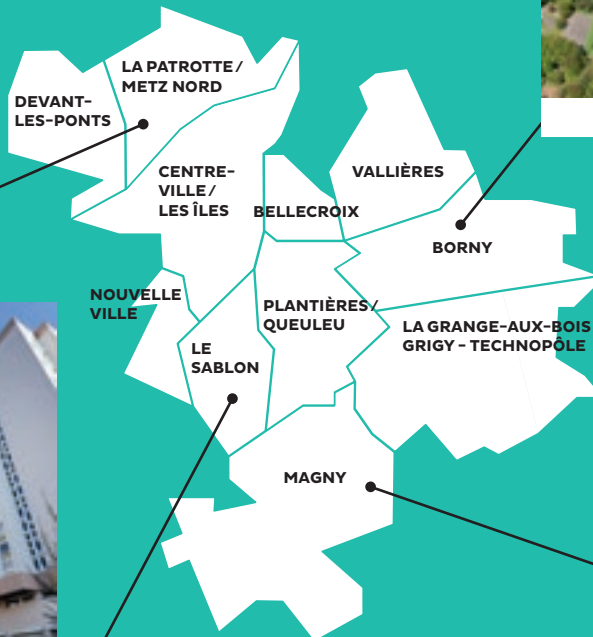 LA PATROTTE/
METZ NORD
DEVANT-
LES-PONTS
CENTRE-
VILLE/
LES ÎLES
BELLECROIX
VALLIÈRES
BORNY
NOUVELLE
VILLE
PLANTIÈRES/
QUEULEU
LA GRANGE-AUX-BOIS
GRIGY - TECHNOPÔLE
LE
SABLON
MAGNY